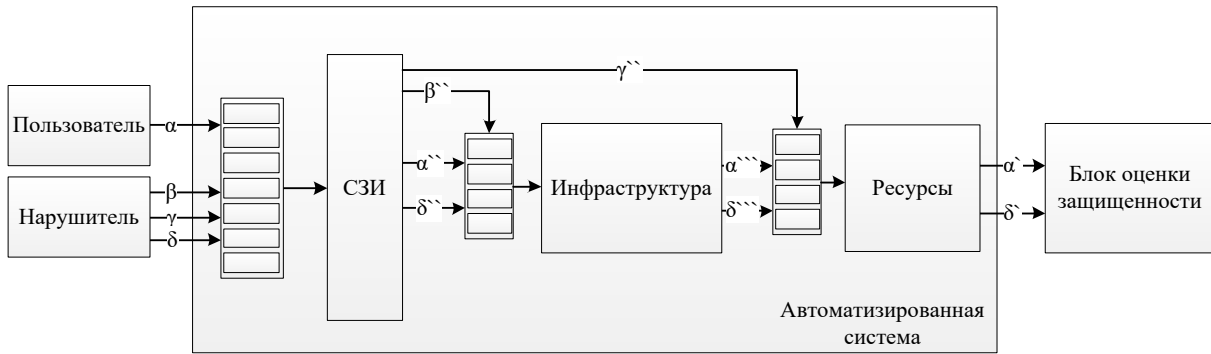 γ``
β``
Пользователь
α
α``
α```
α`
СЗИ
Инфраструктура
Ресурсы
Блок оценки
защищенности
Нарушитель
β
γ
δ
δ``
δ```
δ`
Автоматизированная
система